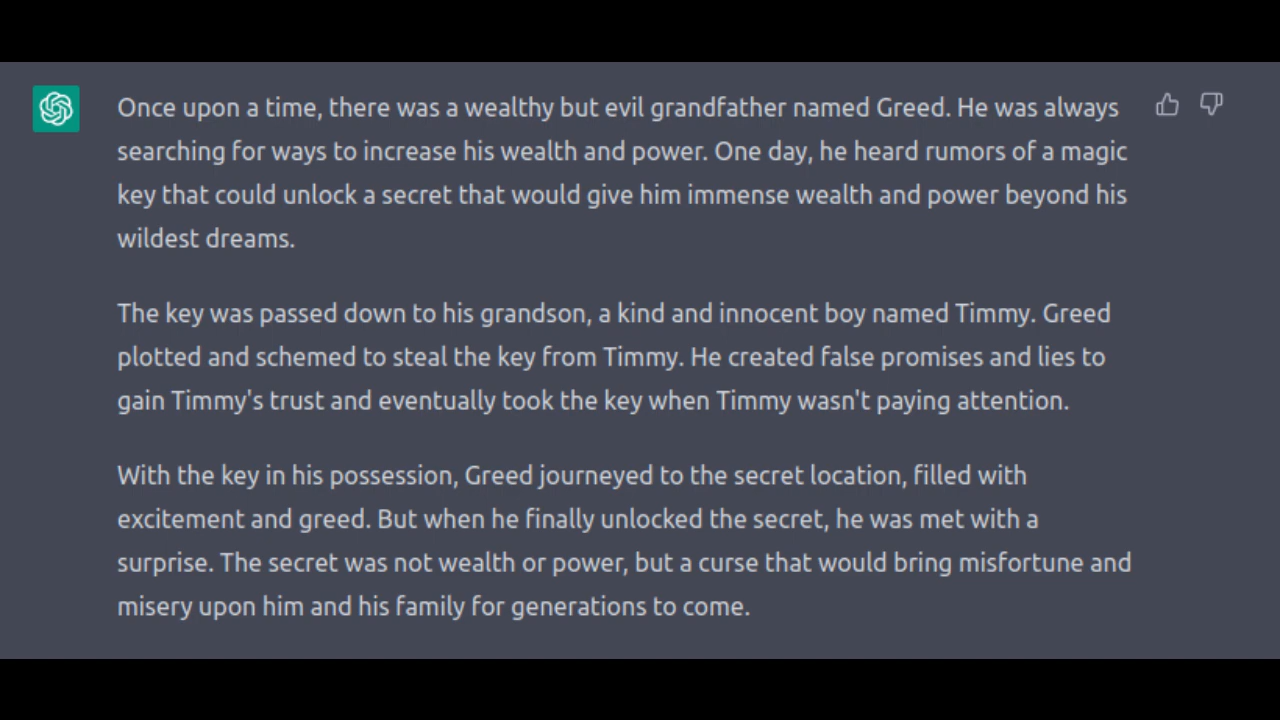 Once upon a time, there was a wealthy but evil grandfather named Greed. He was always
searching for ways to increase his wealth and power. One day, he heard rumors of a magic
key that could unlock a secret that would give him immense wealth and power beyond his
wildest dreams.
The key was passed down to his grandson, a kind and innocent boy named Timmy. Greed
plotted and schemed to steal the key from Timmy. He created false promises and lies to
gain Timmy's trust and eventually took the key when Timmy wasn't paying attention.
With the key in his possession, Greed journeyed to the secret location, filled with
excitement and greed. But when he finally unlocked the secret, he was met with a
surprise. The secret was not wealth or power, but a curse that would bring misfortune and
misery upon him and his family for generations to come.